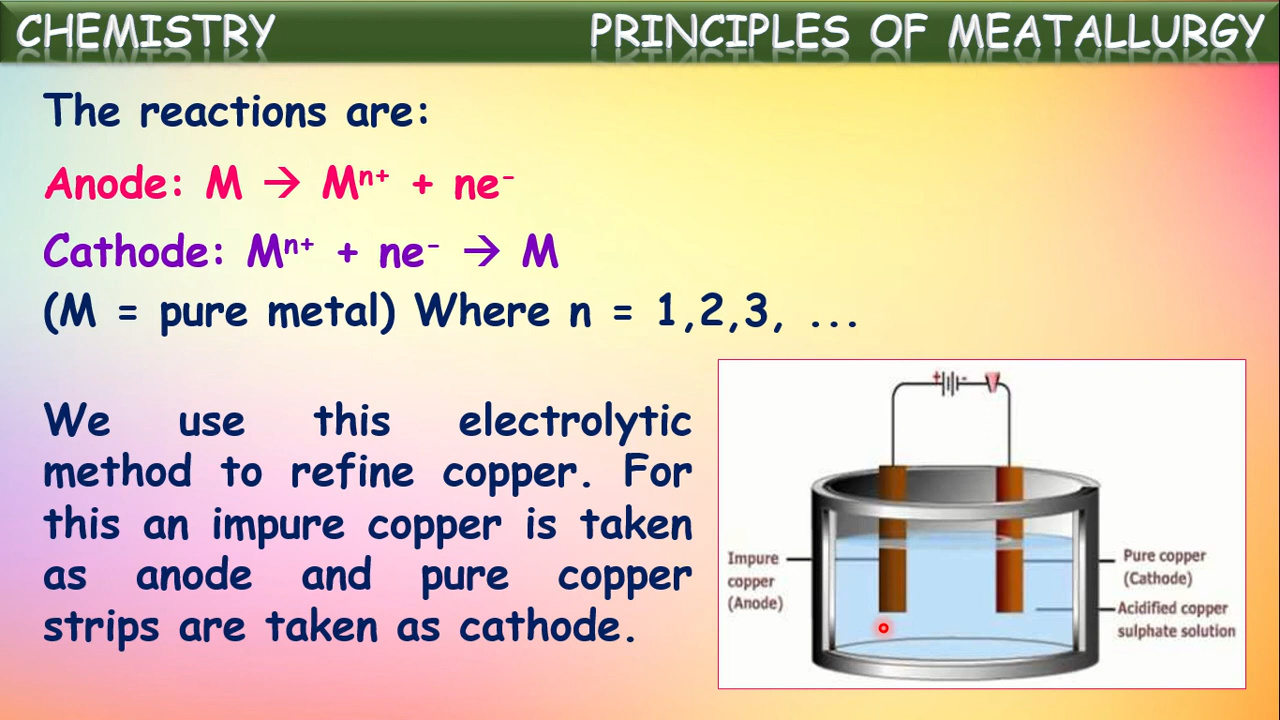 CHEMISTRY PRINCIPLES OF MEATALLURGY
The reactions are:
Anode: M → Mⁿ⁺ + ne⁻
Cathode: Mⁿ⁺ + ne⁻ → M
(M = pure metal) Where n = 1,2,3, ...
We use this electrolytic
method to refine copper. For
this an impure copper is taken
as anode and pure copper
strips are taken as cathode.
+ -
Impure
copper
(Anode)
Pure copper
(Cathode)
Acidified copper
sulphate solution